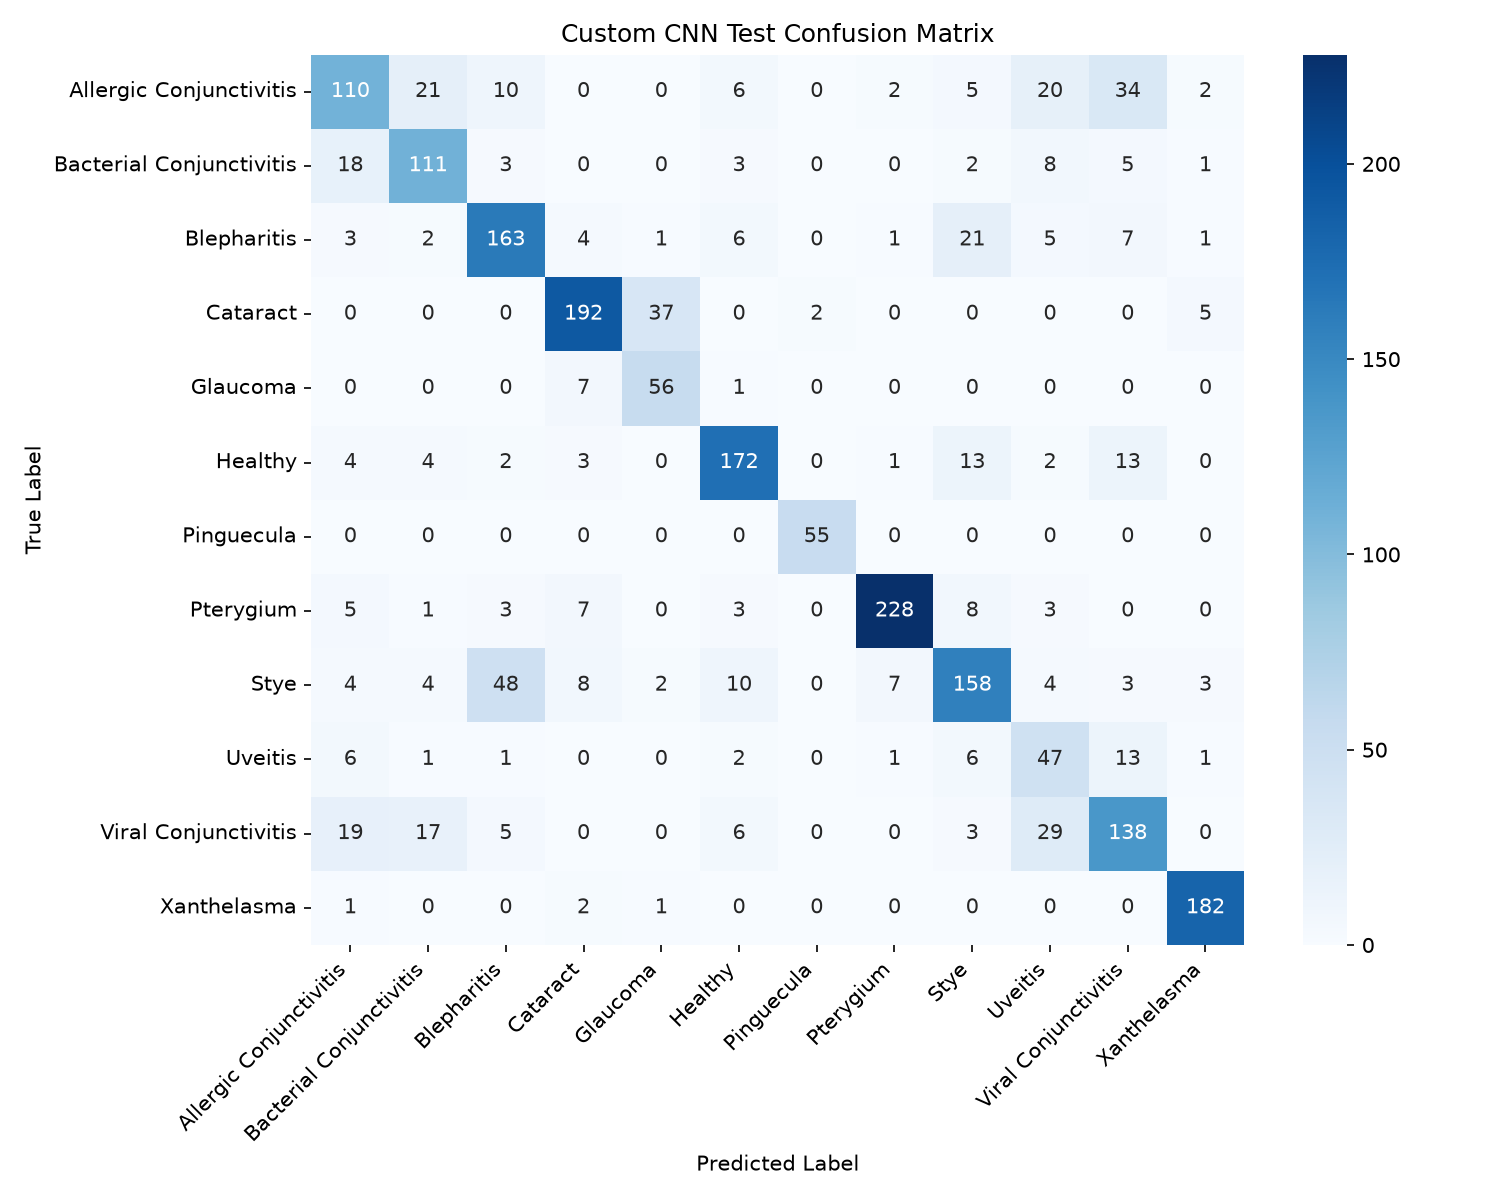 Custom CNN Test Confusion Matrix
Allergic Conjunctivitis 110 21 10 0 0 6 0 2 5 20 34 2
Bacterial Conjunctivitis 18 111 3 0 0 3 0 0 2 8 5 1
Blepharitis 3 2 163 4 1 6 0 1 21 5 7 1
Cataract 0 0 0 192 37 0 2 0 0 0 0 5
Glaucoma 0 0 0 7 56 1 0 0 0 0 0 0
Healthy 4 4 2 3 0 172 0 1 13 2 13 0
Pinguecula 0 0 0 0 0 0 55 0 0 0 0 0
Pterygium 5 1 3 7 0 3 0 228 8 3 0 0
Stye 4 4 48 8 2 10 0 7 158 4 3 3
Uveitis 6 1 1 0 0 2 0 1 6 47 13 1
Viral Conjunctivitis 19 17 5 0 0 6 0 0 3 29 138 0
Xanthelasma 1 0 0 2 1 0 0 0 0 0 0 182
True Label
Allergic Conjunctivitis
Bacterial Conjunctivitis
Blepharitis
Cataract
Glaucoma
Healthy
Pinguecula
Pterygium
Stye
Uveitis
Viral Conjunctivitis
Xanthelasma
Predicted Label
200
150
100
50
0